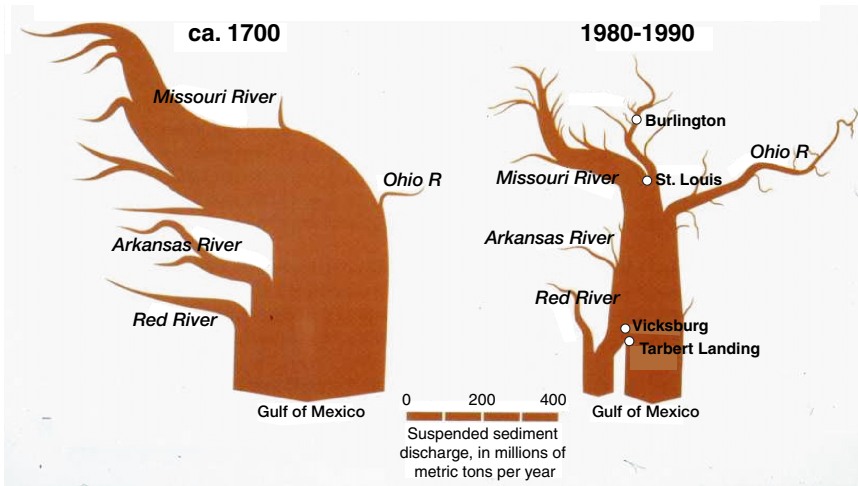 ca. 1700
Missouri River
Ohio R
Arkansas River
Red River
Gulf of Mexico
1980-1990
Burlington
Ohio R
Missouri River
St. Louis
Arkansas River
Red River
Vicksburg
Tarbert Landing
Gulf of Mexico
0 200 400
Suspended sediment
discharge, in millions of
metric tons per year